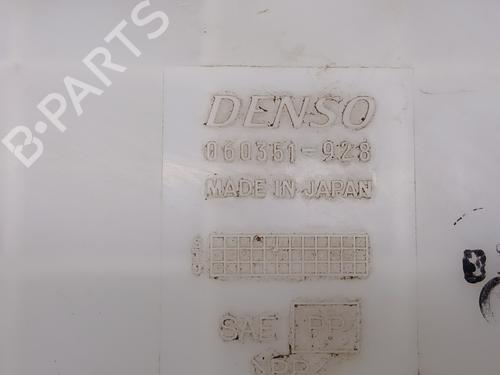 B-PARTS
DENSO
060351-928
MADE IN JAPAN
SAE PP